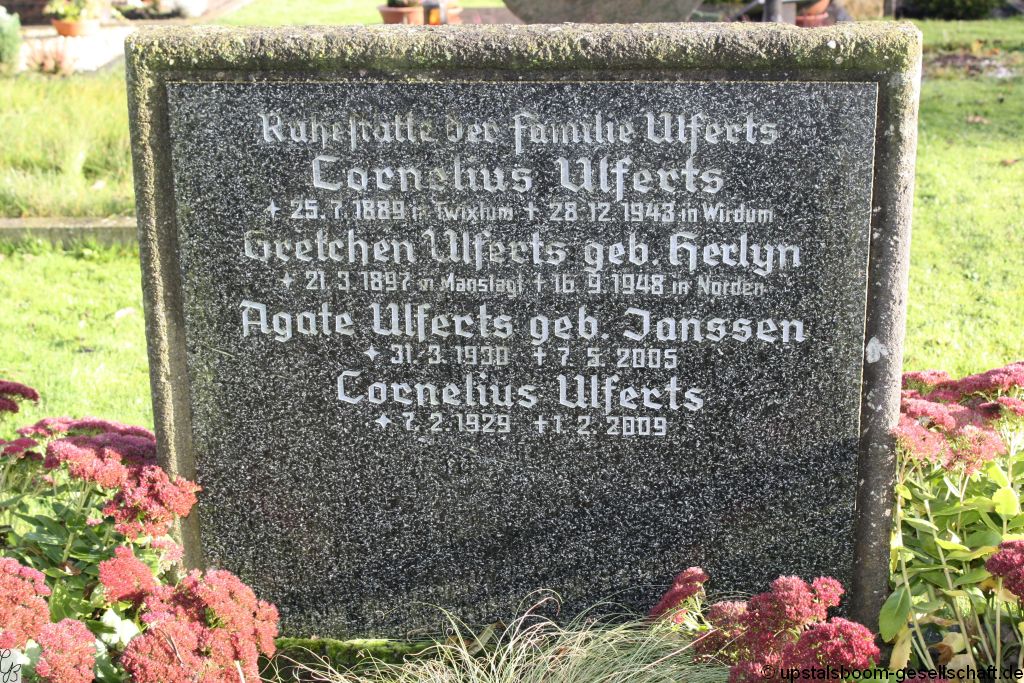 Ruhestätte der Familie Ulferts
Cornelius Ulferts
✦ 25. 7. 1889 in Twixlum ✝ 28. 12. 1943 in Wirdum
Gretchen Ulferts geb. Herlyn
✦ 21. 3. 1897 in Manslagt ✝ 16. 9. 1948 in Norden
Agate Ulferts geb. Janssen
✦ 31. 3. 1930 ✝ 7. 5. 2005
Cornelius Ulferts
✦ 7. 2. 1929 ✝ 1. 2. 2009
© upstalsboom-gesellschaft.de